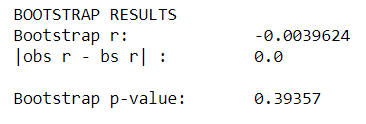 BOOTSTRAP RESULTS
Bootstrap r: -0.0039624
|obs r - bs r| : 0.0
Bootstrap p-value: 0.39357